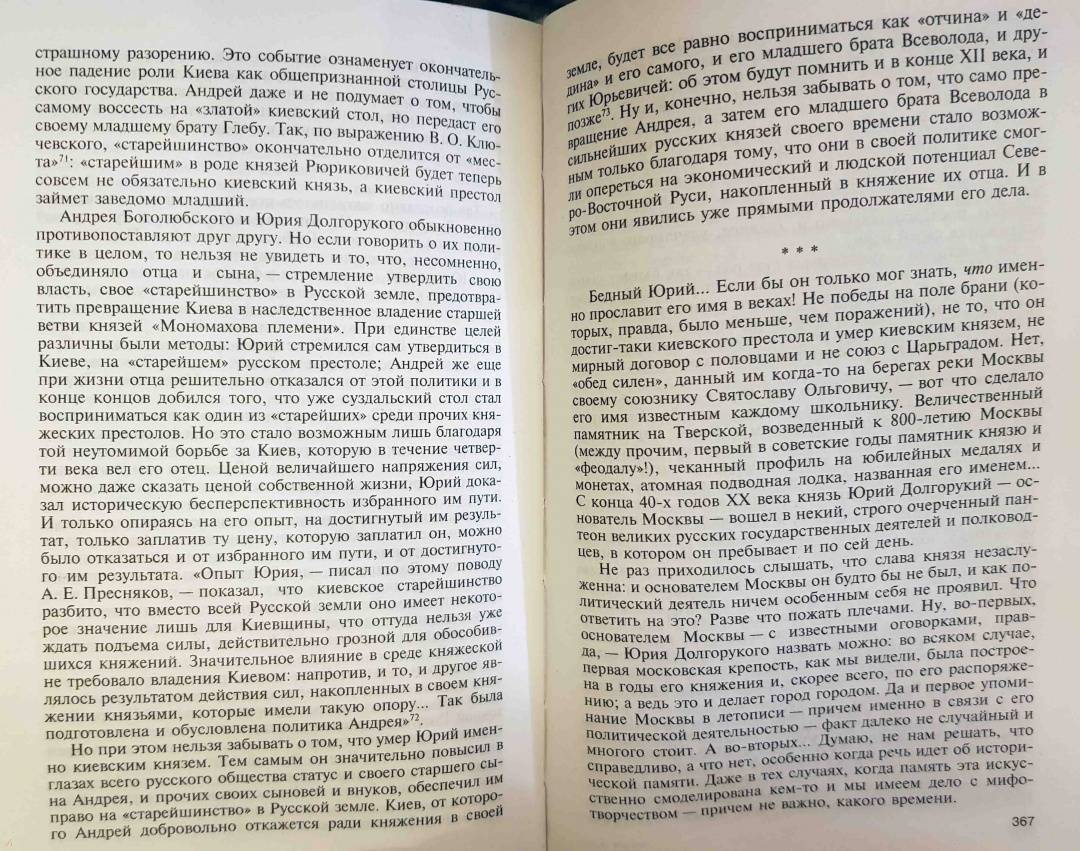 страшному разорению. Это событие ознаменует окончатель-
ное падение роли Киева как общепризнанной столицы Рус-
ского государства. Андрей даже и не подумает о том, чтобы
самому воссесть на «златой» киевский стол, но передаст его
своему младшему брату Глебу. Так, по выражению В. О. Клю-
чевского, «старейшинство» окончательно отделится от «мес-
та»⁷¹: «старейшим» в роде князей Рюриковичей будет теперь
совсем не обязательно киевский князь, а киевский престол
займет заведомо младший.
Андрея Боголюбского и Юрия Долгорукого обыкновенно
противопоставляют друг другу. Но если говорить о их поли-
тике в целом, то нельзя не увидеть и то, что, несомненно,
объединяло отца и сына, — стремление утвердить свою
власть, свое «старейшинство» в Русской земле, предотвра-
тить превращение Киева в наследственное владение старшей
ветви князей «Мономахова племени». При единстве целей
различны были методы: Юрий стремился сам утвердиться в
Киеве, на «старейшем» русском престоле; Андрей же еще
при жизни отца решительно отказался от этой политики и в
конце концов добился того, что уже суздальский стол стал
восприниматься как один из «старейших» среди прочих кня-
жеских престолов. Но это стало возможным лишь благодаря
той неутомимой борьбе за Киев, которую в течение четвер-
ти века вел его отец. Ценой величайшего напряжения сил,
можно даже сказать ценой собственной жизни, Юрий дока-
зал историческую бесперспективность избранного им пути.
И только опираясь на его опыт, на достигнутый им резуль-
тат, только заплатив ту цену, которую заплатил он, можно
было отказаться и от избранного им пути, и от достигнуто-
го им результата. «Опыт Юрия, — писал по этому поводу
А. Е. Пресняков, — показал, что киевское старейшинство
разбито, что вместо всей Русской земли оно имеет некото-
рое значение лишь для Киевщины, что оттуда нельзя уже
ждать подъема силы, действительно грозной для обособив-
шихся княжений. Значительное влияние в среде княжеской
не требовало владения Киевом: напротив, и то, и другое яв-
лялось результатом действия сил, накопленных в своем кня-
жении князьями, которые имели такую опору... Так была
подготовлена и обусловлена политика Андрея»⁷².
Но при этом нельзя забывать о том, что умер Юрий имен-
но киевским князем. Тем самым он значительно повысил в
глазах всего русского общества статус и своего старшего сы-
на Андрея, и прочих своих сыновей и внуков, обеспечил им
право на «старейшинство» в Русской земле. Киев, от которо-
го Андрей добровольно откажется ради княжения в своей
земле, будет все равно восприниматься как «отчина» и «де-
дина» и его самого, и его младшего брата Всеволода, и дру-
гих Юрьевичей: об этом будут помнить и в конце XII века, и
позже⁷³. Ну и, конечно, нельзя забывать о том, что само пре-
вращение Андрея, а затем его младшего брата Всеволода в
сильнейших русских князей своего времени стало возмож-
ным только благодаря тому, что они в своей политике смог-
ли опереться на экономический и людской потенциал Севе-
ро-Восточной Руси, накопленный в княжение их отца. И в
этом они явились уже прямыми продолжателями его дела.
* * *
Бедный Юрий... Если бы он только мог знать, что имен-
но прославит его имя в веках! Не победы на поле брани (ко-
торых, правда, было меньше, чем поражений), не то, что он
достиг-таки киевского престола и умер киевским князем, не
мирный договор с половцами и не союз с Царьградом. Нет,
«обед силен», данный им когда-то на берегах реки Москвы
своему союзнику Святославу Ольговичу, — вот что сделало
его имя известным каждому школьнику. Величественный
памятник на Тверской, возведенный к 800-летию Москвы
(между прочим, первый в советские годы памятник князю и
«феодалу»!), чеканный профиль на юбилейных медалях и
монетах, атомная подводная лодка, названная его именем...
С конца 40-х годов XX века князь Юрий Долгорукий — ос-
нователь Москвы — вошел в некий, строго очерченный пан-
теон великих русских государственных деятелей и полковод-
цев, в котором он пребывает и по сей день.
Не раз приходилось слышать, что слава князя незаслу-
жена: и основателем Москвы он будто бы не был, и как по-
литический деятель ничем особенным себя не проявил. Что
ответить на это? Разве что пожать плечами. Ну, во-первых,
основателем Москвы — с известными оговорками, прав-
да, — Юрия Долгорукого назвать можно: во всяком случае,
первая московская крепость, как мы видели, была построе-
на в годы его княжения и, скорее всего, по его распоряже-
нию; а ведь это и делает город городом. Да и первое упоми-
нание Москвы в летописи — причем именно в связи с его
политической деятельностью — факт далеко не случайный и
многого стоит. А во-вторых... Думаю, не нам решать, что
справедливо, а что нет, особенно когда речь идет об истори-
ческой памяти. Даже в тех случаях, когда память эта искус-
ственно смоделирована кем-то и мы имеем дело с мифо-
творчеством — причем не важно, какого времени.
367